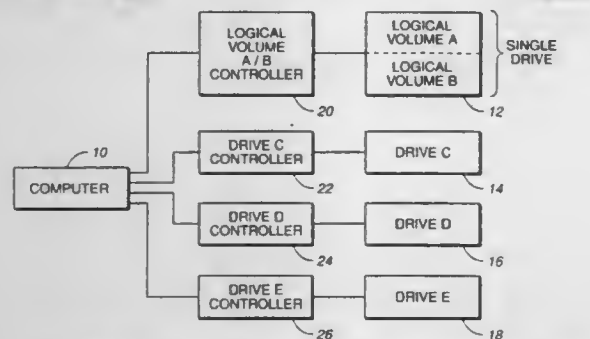 LOGICAL
VOLUME
A / B
CONTROLLER
20
LOGICAL
VOLUME A
LOGICAL
VOLUME B
12
SINGLE
DRIVE
10
COMPUTER
DRIVE C
CONTROLLER
22
DRIVE C
14
DRIVE D
CONTROLLER
24
DRIVE D
16
DRIVE E
CONTROLLER
26
DRIVE E
18